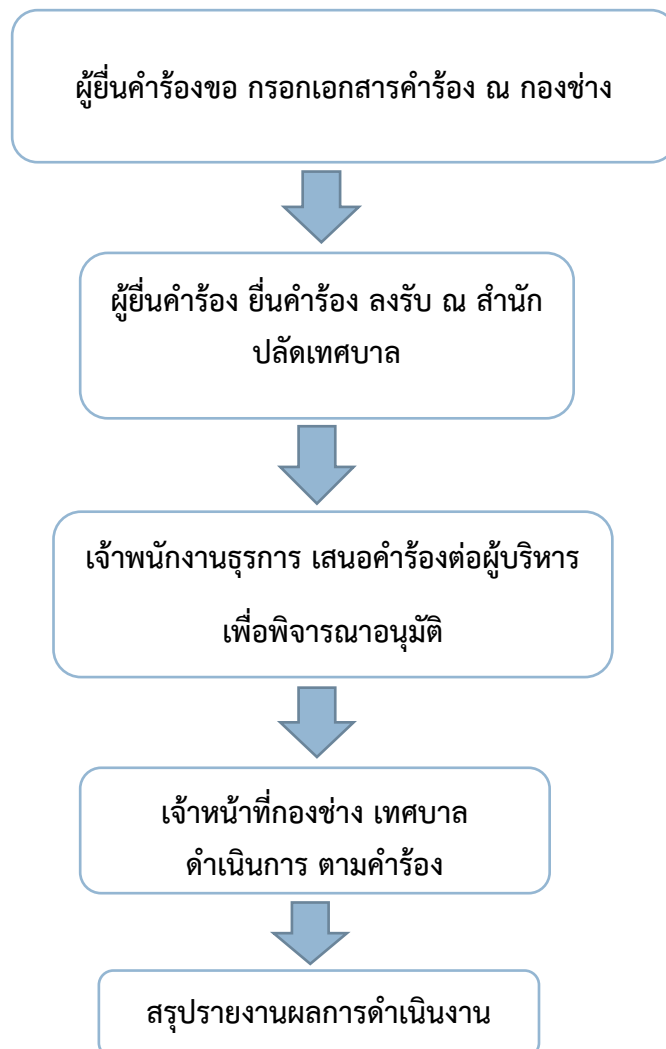 ผู้ยื่นคำร้องขอ กรอกเอกสารคำร้อง ณ กองช่าง
ผู้ยื่นคำร้อง ยื่นคำร้อง ลงรับ ณ สำนัก
ปลัดเทศบาล
เจ้าพนักงานธุรการ เสนอคำร้องต่อผู้บริหาร
เพื่อพิจารณาอนุมัติ
เจ้าหน้าที่กองช่าง เทศบาล
ดำเนินการ ตามคำร้อง
สรุปรายงานผลการดำเนินงาน